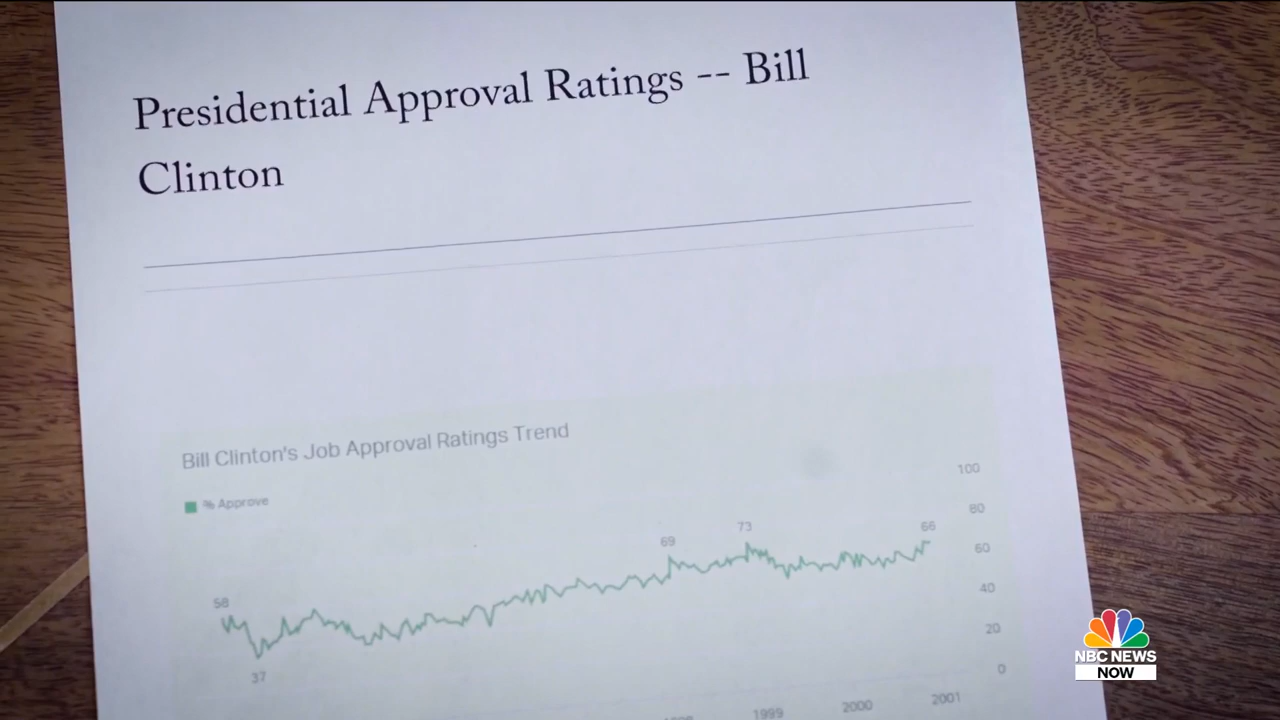 Presidential Approval Ratings -- Bill
Clinton
Bill Clinton's Job Approval Ratings Trend
% Approve
100
80
60
40
20
0
58
37
69
73
66
1999
2000
2001
NBC NEWS
NOW